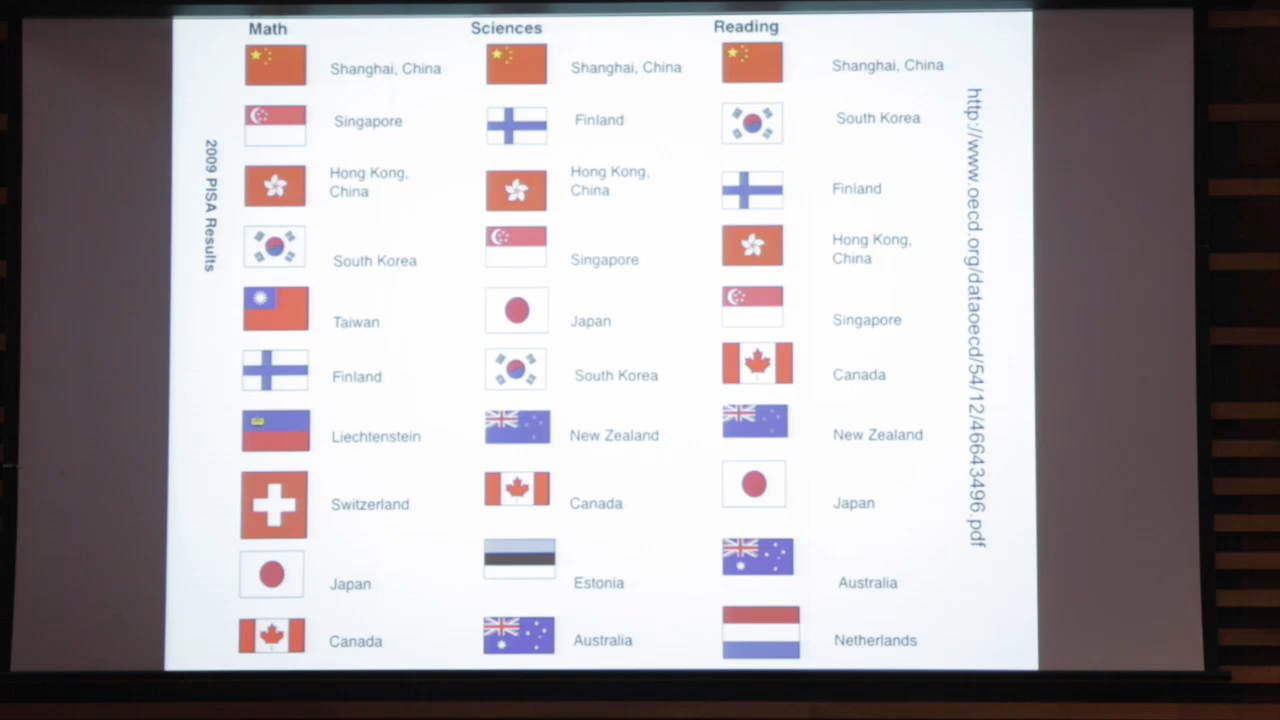 Math
Shanghai, China
Singapore
Hong Kong,
China
South Korea
Taiwan
Finland
Liechtenstein
Switzerland
Japan
Canada
Sciences
Shanghai, China
Finland
Hong Kong,
China
Singapore
Japan
South Korea
New Zealand
Canada
Estonia
Australia
Reading
Shanghai, China
South Korea
Finland
Hong Kong,
China
Singapore
Canada
New Zealand
Japan
Australia
Netherlands
2009 PISA Results
http://www.oecd.org/dataoecd/54/12/46643496.pdf